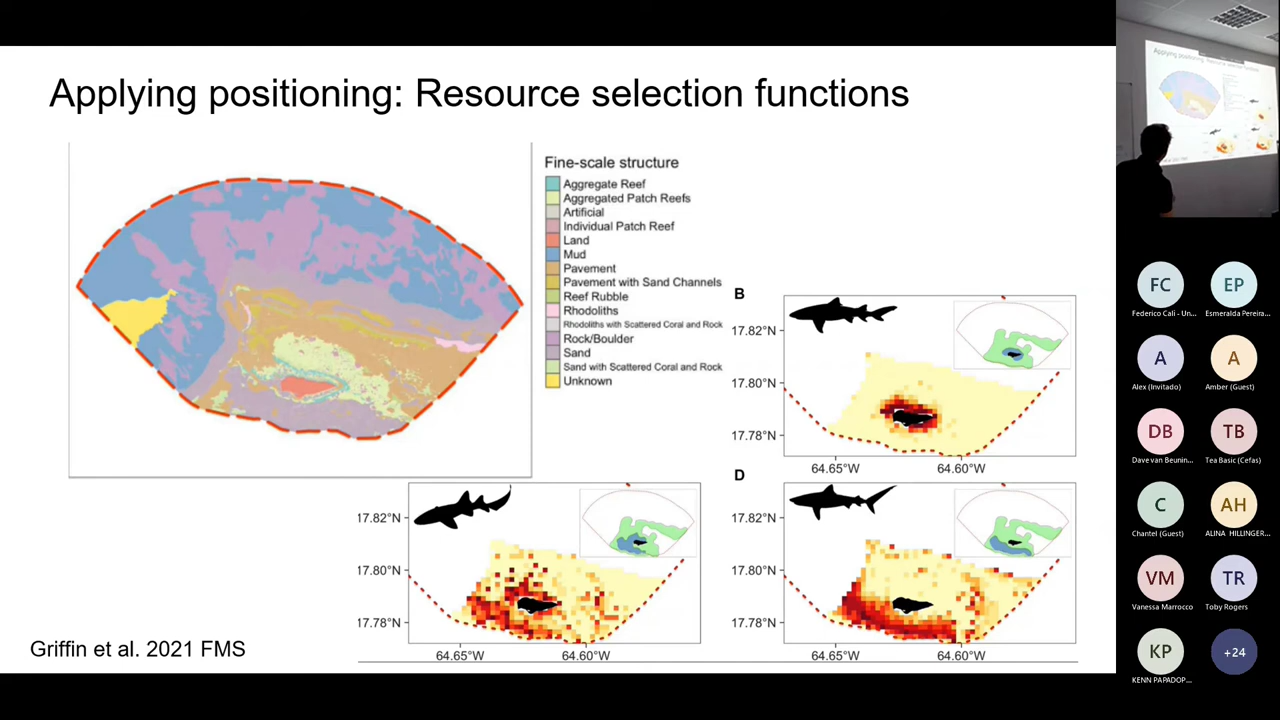 Applying positioning: Resource selection functions
Fine-scale structure
Aggregate Reef
Aggregated Patch Reefs
Artificial
Individual Patch Reef
Land
Mud
Pavement
Pavement with Sand Channels
Reef Rubble
Rhodoliths
Rhodoliths with Scattered Coral and Rock
Rock/Boulder
Sand
Sand with Scattered Coral and Rock
Unknown
B
17.82°N
17.80°N
17.78°N
64.65°W 64.60°W
17.82°N
17.80°N
17.78°N
64.65°W 64.60°W
D
17.82°N
17.80°N
17.78°N
64.65°W 64.60°W
Griffin et al. 2021 FMS
FC EP
Federico Cali - Un... Esmeralda Pereira...
A A
Alex (Invitado) Amber (Guest)
DB TB
Dave van Beunin... Tea Basic (Cefas)
C AH
Chantel (Guest) ALINA HILLINGER...
VM TR
Vanessa Marrocco Toby Rogers
KP +24
KENN PAPADOP...